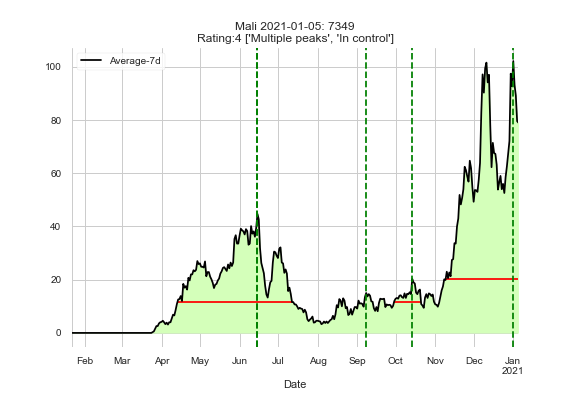 Mali 2021-01-05: 7349
Rating:4 ['Multiple peaks', 'In control']
Average-7d
100
80
60
40
20
0
Feb Mar Apr May Jun Jul Aug Sep Oct Nov Dec Jan
2021
Date